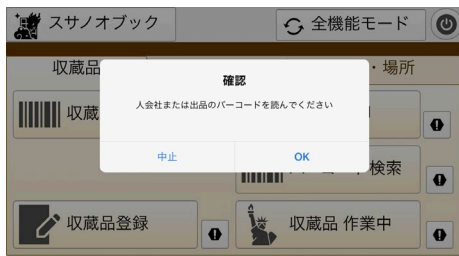 スサノオブック
全機能モード
収蔵品
・場所
確認
人会社または出品のバーコードを読んでください
中止
OK
収蔵
検索
収蔵品登録
収蔵品 作業中